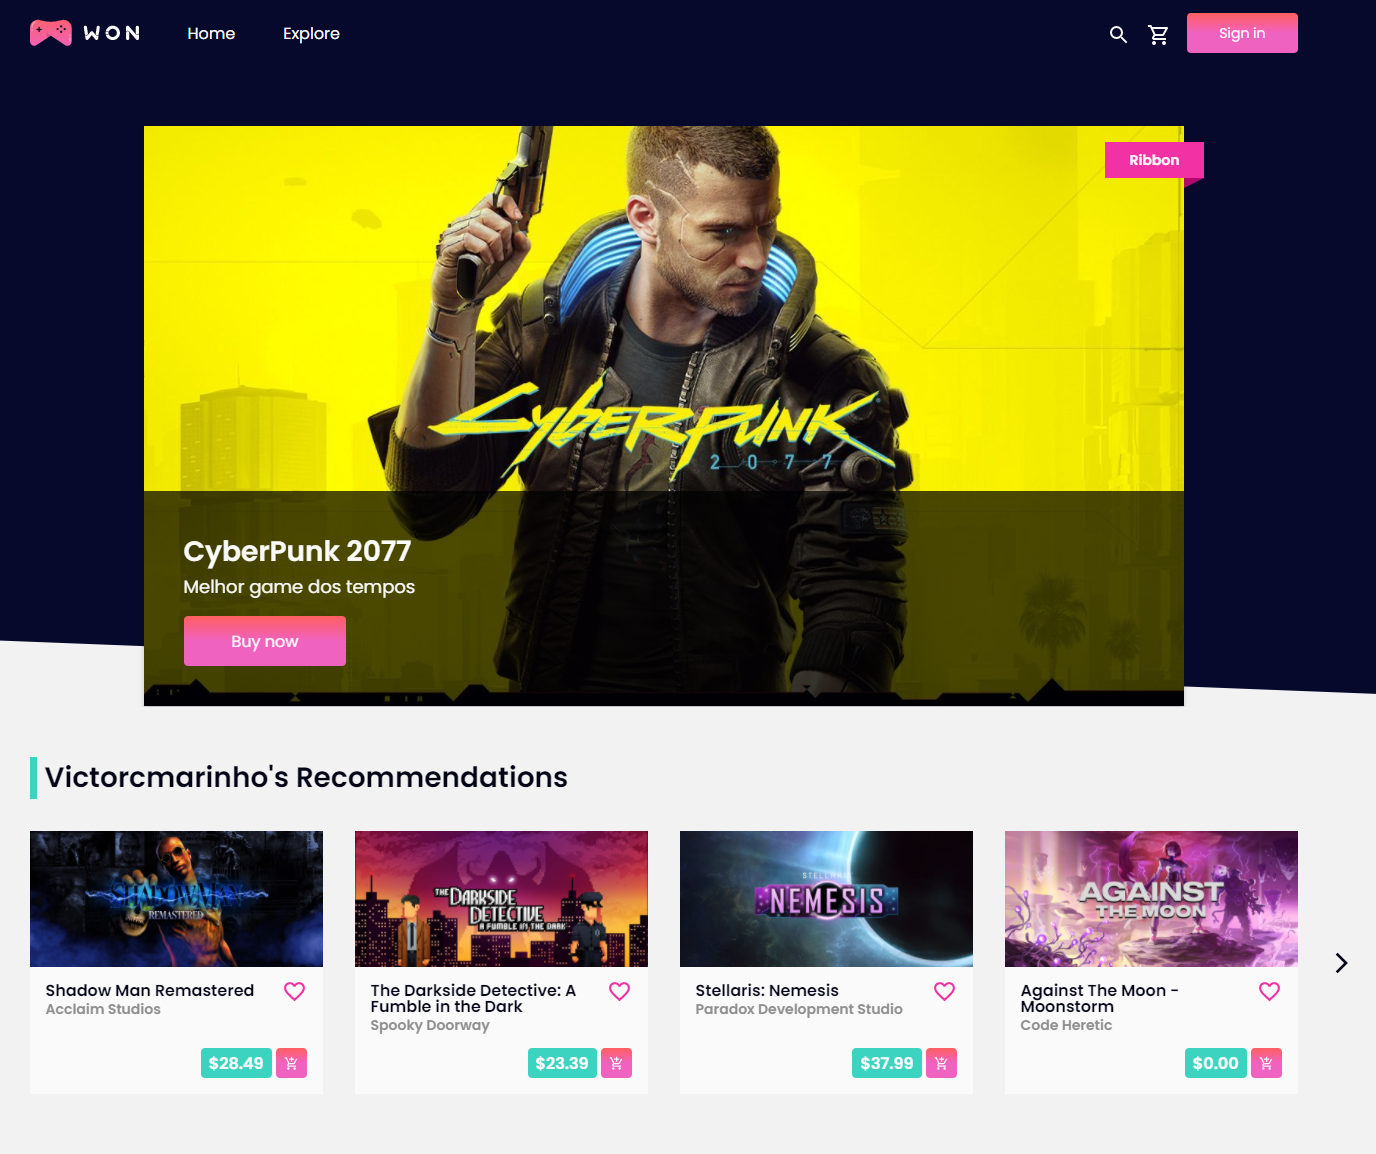 WON
Home
Explore
Sign in
Ribbon
CYBERPUNK
2077
CyberPunk 2077
Melhor game dos tempos
Buy now
Victorcmarinho's Recommendations
SHADOWMAN
REMASTERED
THE DARKSIDE
DETECTIVE
A FUMBLE IN THE DARK
STELLARIS
NEMESIS
AGAINST
THE MOON
Shadow Man Remastered
Acclaim Studios
$28.49
The Darkside Detective: A
Fumble in the Dark
Spooky Doorway
$23.39
Stellaris: Nemesis
Paradox Development Studio
$37.99
Against The Moon -
Moonstorm
Code Heretic
$0.00